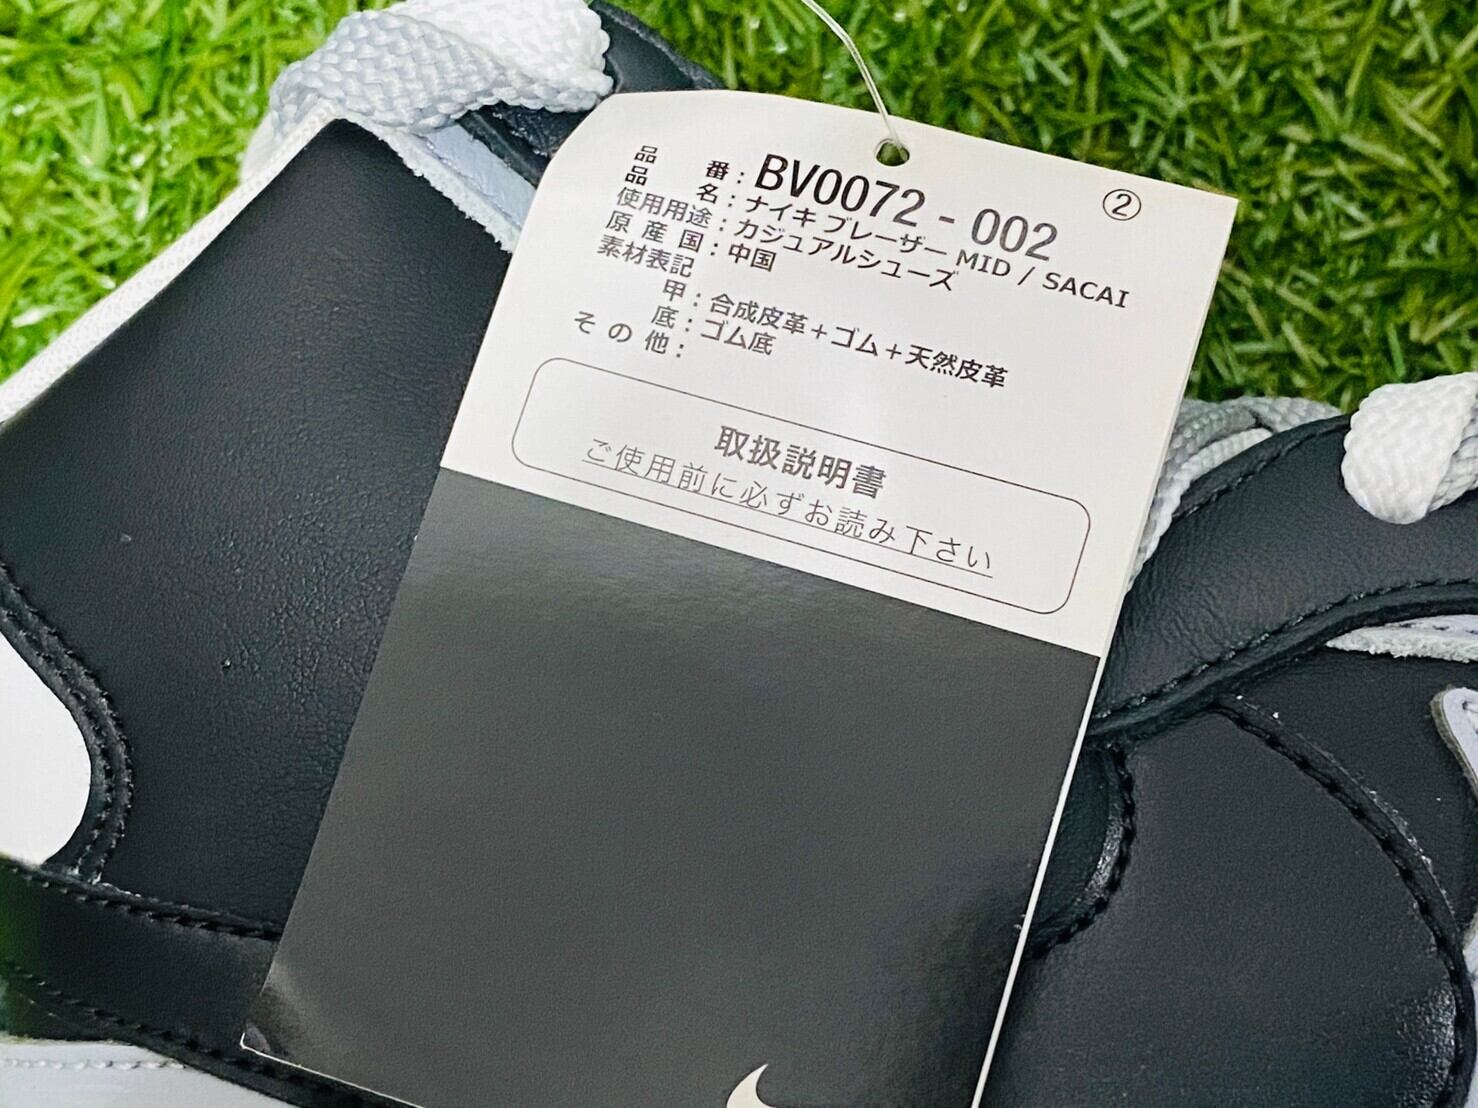 ②
品番：BV0072 - 002
品名：ナイキ ブレーザー MID / SACAI
使用用途：カジュアルシューズ
原産国：中国
素材表記
甲：合成皮革＋ゴム＋天然皮革
底：ゴム底
その他：
取扱説明書
ご使用前に必ずお読み下さい